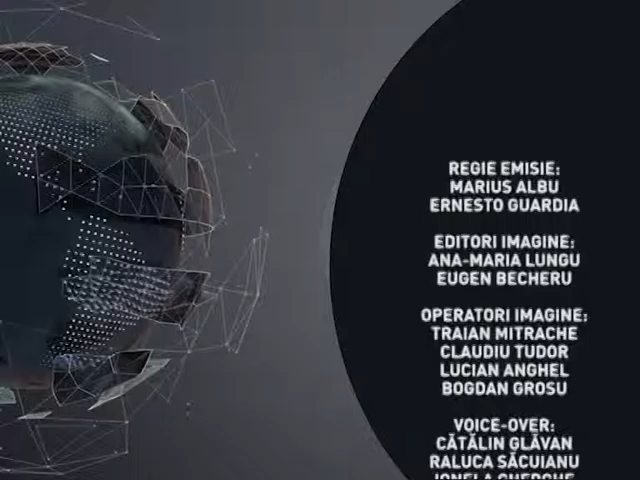 REGIE EMISIE:
MARIUS ALBU
ERNESTO GUARDIA
EDITORI IMAGINE:
ANA-MARIA LUNGU
EUGEN BECHERU
OPERATORI IMAGINE:
TRAIAN MITRACHE
CLAUDIU TUDOR
LUCIAN ANGHEL
BOGDAN GROSU
VOICE-OVER:
CĂTĂLIN GLĂVAN
RALUCA SĂCUIANU